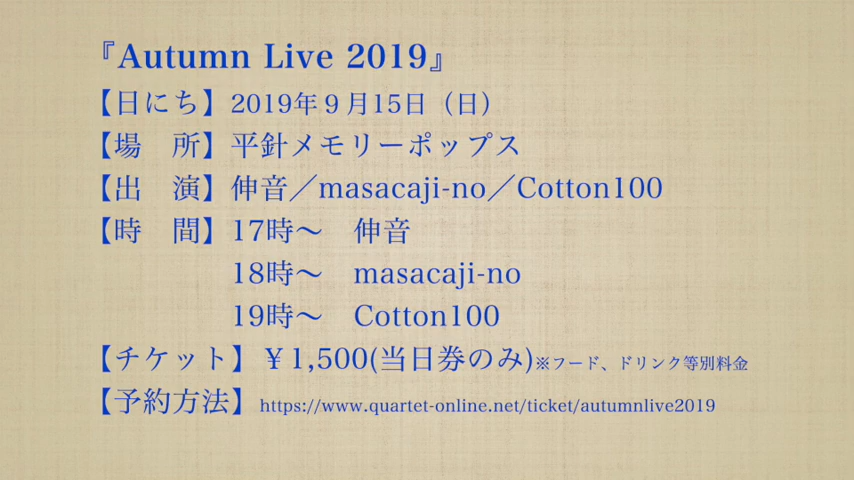 『Autumn Live 2019』
【日にち】2019年９月15日（日）
【場　所】平針メモリーポップス
【出　演】伸音／masacaji-no／Cotton100
【時　間】17時〜　伸音
18時〜　masacaji-no
19時〜　Cotton100
【チケット】￥1,500(当日券のみ)※フード、ドリンク等別料金
【予約方法】https://www.quartet-online.net/ticket/autumnlive2019